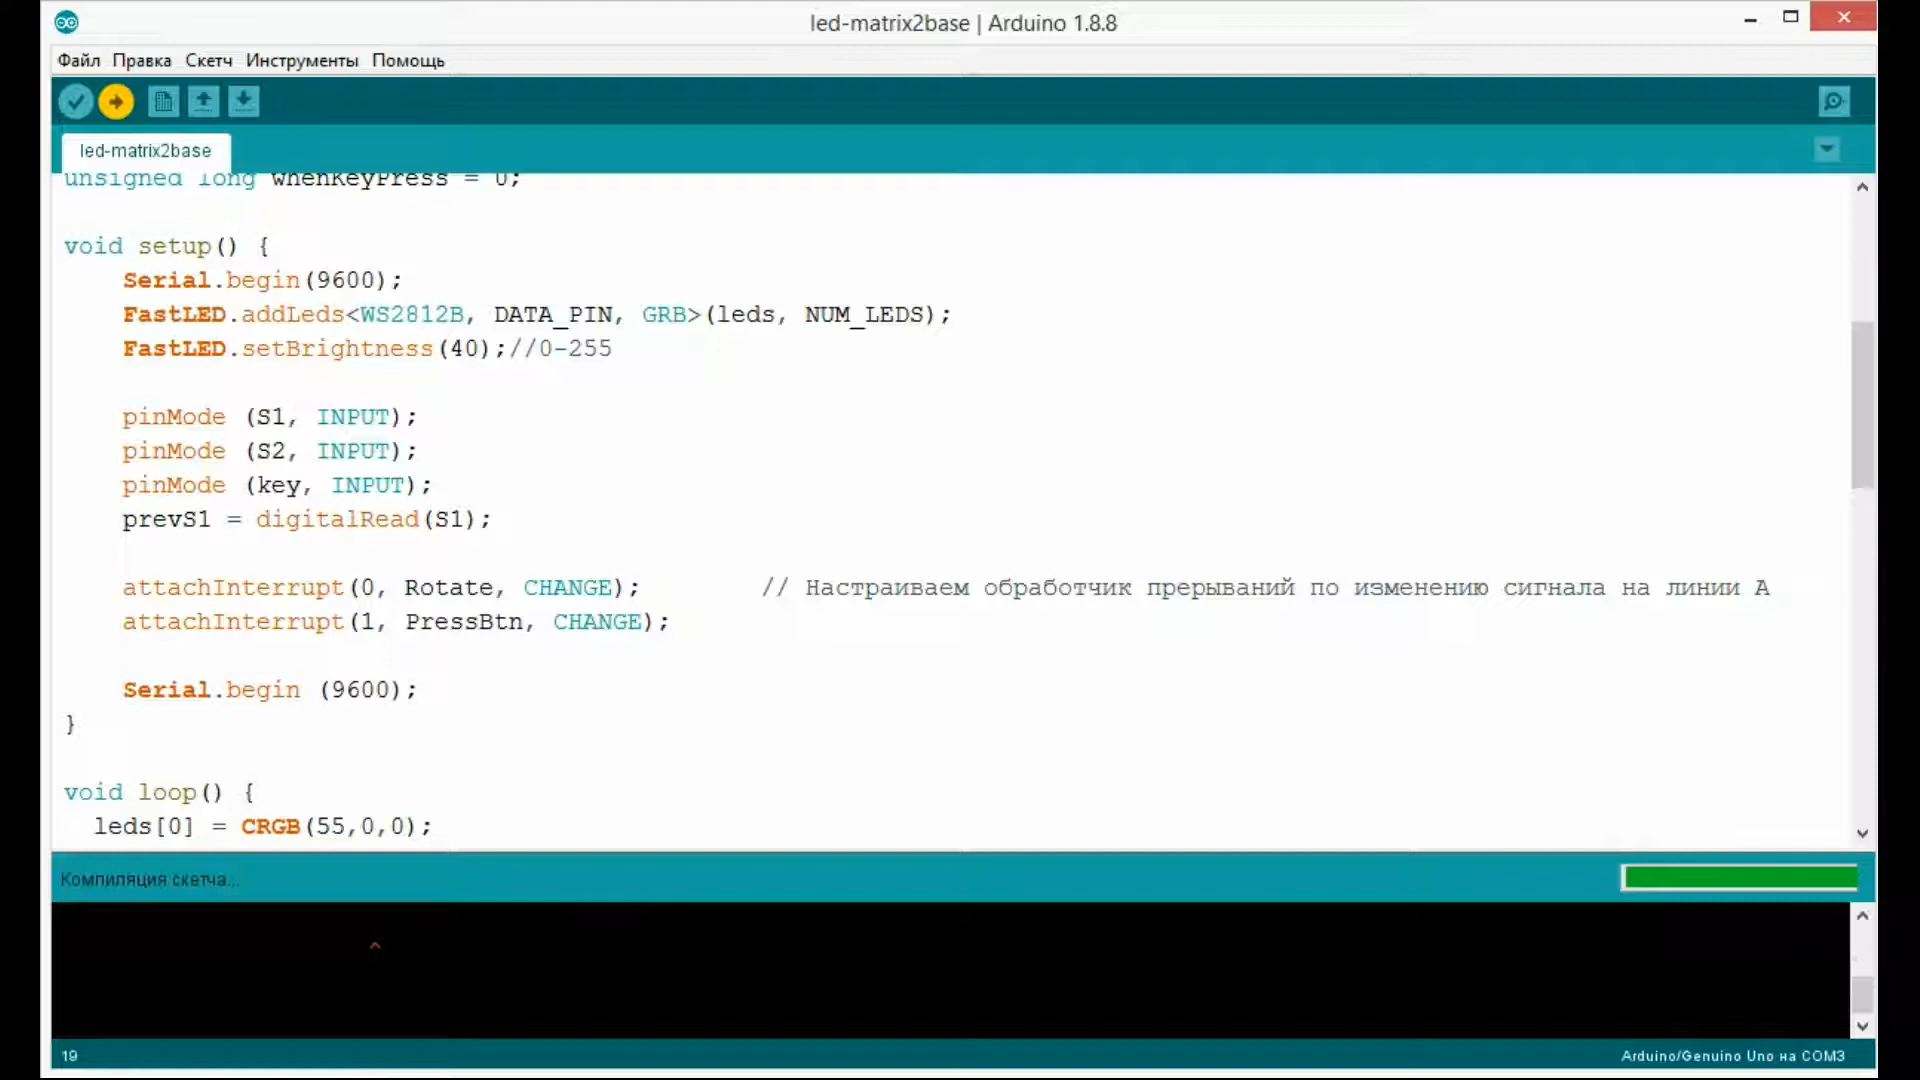 led-matrix2base | Arduino 1.8.8
Файл Правка Скетч Инструменты Помощь
led-matrix2base
unsigned long whenKeyPress = 0;
void setup() {
Serial.begin(9600);
FastLED.addLeds<WS2812B, DATA_PIN, GRB>(leds, NUM_LEDS);
FastLED.setBrightness(40);//0-255
pinMode (S1, INPUT);
pinMode (S2, INPUT);
pinMode (key, INPUT);
prevS1 = digitalRead(S1);
attachInterrupt(0, Rotate, CHANGE); // Настраиваем обработчик прерываний по изменению сигнала на линии A
attachInterrupt(1, PressBtn, CHANGE);
Serial.begin (9600);
}
void loop() {
leds[0] = CRGB(55,0,0);
Компиляция скетча...
^
19 Arduino/Genuino Uno на COM3